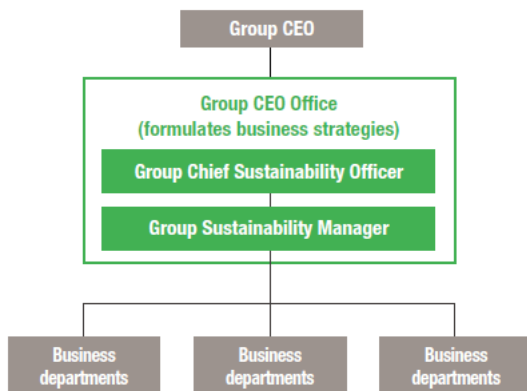 Group CEO
Group CEO Office
(formulates business strategies)
Group Chief Sustainability Officer
Group Sustainability Manager
Business
departments
Business
departments
Business
departments